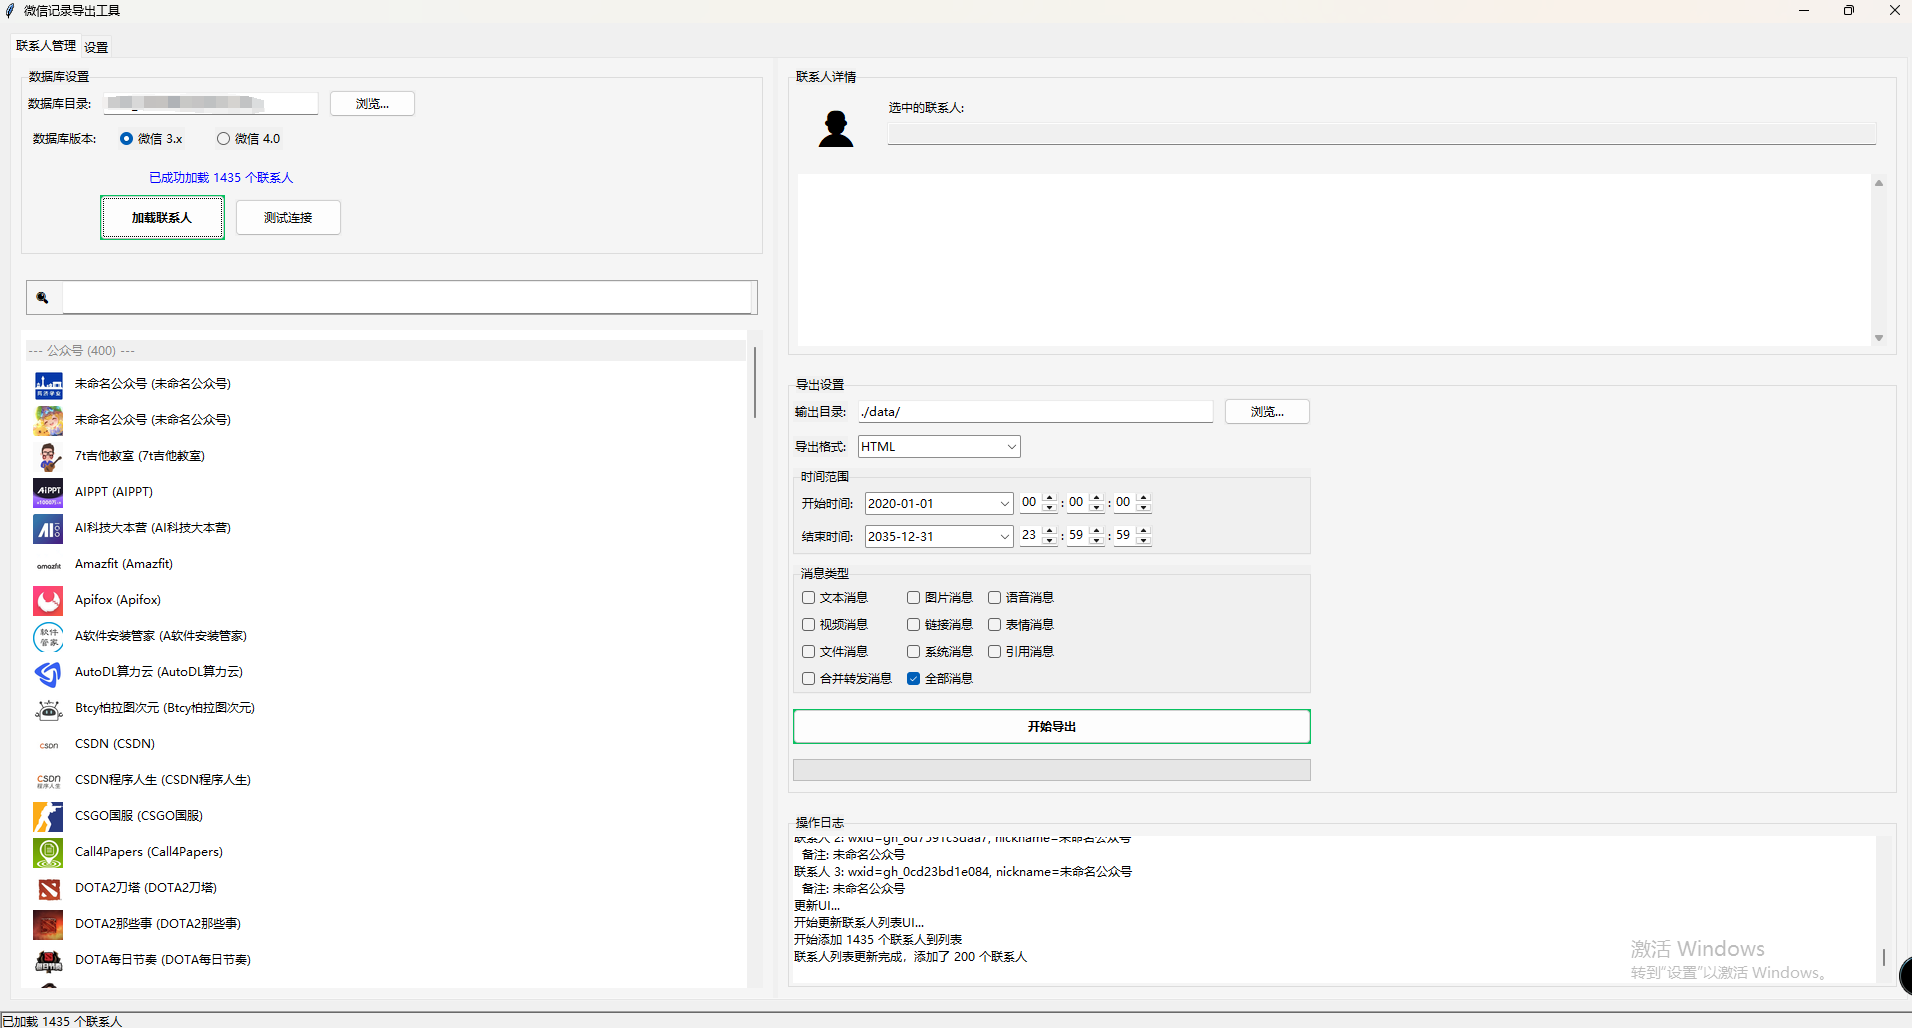 微信记录导出工具
联系人管理 设置
数据库设置
数据库目录: 浏览...
数据库版本: 微信 3.x 微信 4.0
已成功加载 1435 个联系人
加载联系人 测试连接
--- 公众号 (400) ---
未命名公众号 (未命名公众号)
未命名公众号 (未命名公众号)
7t吉他教室 (7t吉他教室)
AIPPT (AIPPT)
AI科技大本营 (AI科技大本营)
Amazfit (Amazfit)
Apifox (Apifox)
A软件安装管家 (A软件安装管家)
AutoDL算力云 (AutoDL算力云)
Btcy柏拉图次元 (Btcy柏拉图次元)
CSDN (CSDN)
CSDN程序人生 (CSDN程序人生)
CSGO国服 (CSGO国服)
Call4Papers (Call4Papers)
DOTA2刀塔 (DOTA2刀塔)
DOTA2那些事 (DOTA2那些事)
DOTA每日节奏 (DOTA每日节奏)
联系人详情
选中的联系人:
导出设置
输出目录: ./data/ 浏览...
导出格式: HTML
时间范围
开始时间: 2020-01-01 00 : 00 : 00
结束时间: 2035-12-31 23 : 59 : 59
消息类型
文本消息 图片消息 语音消息
视频消息 链接消息 表情消息
文件消息 系统消息 引用消息
合并转发消息 全部消息
开始导出
操作日志
联系人 2: wxid=gh_8d7591c3daa7, nickname=未命名公众号
备注: 未命名公众号
联系人 3: wxid=gh_0cd23bd1e084, nickname=未命名公众号
备注: 未命名公众号
更新UI...
开始更新联系人列表UI...
开始添加 1435 个联系人到列表
联系人列表更新完成，添加了 200 个联系人
激活 Windows
转到"设置"以激活 Windows。
已加载 1435 个联系人